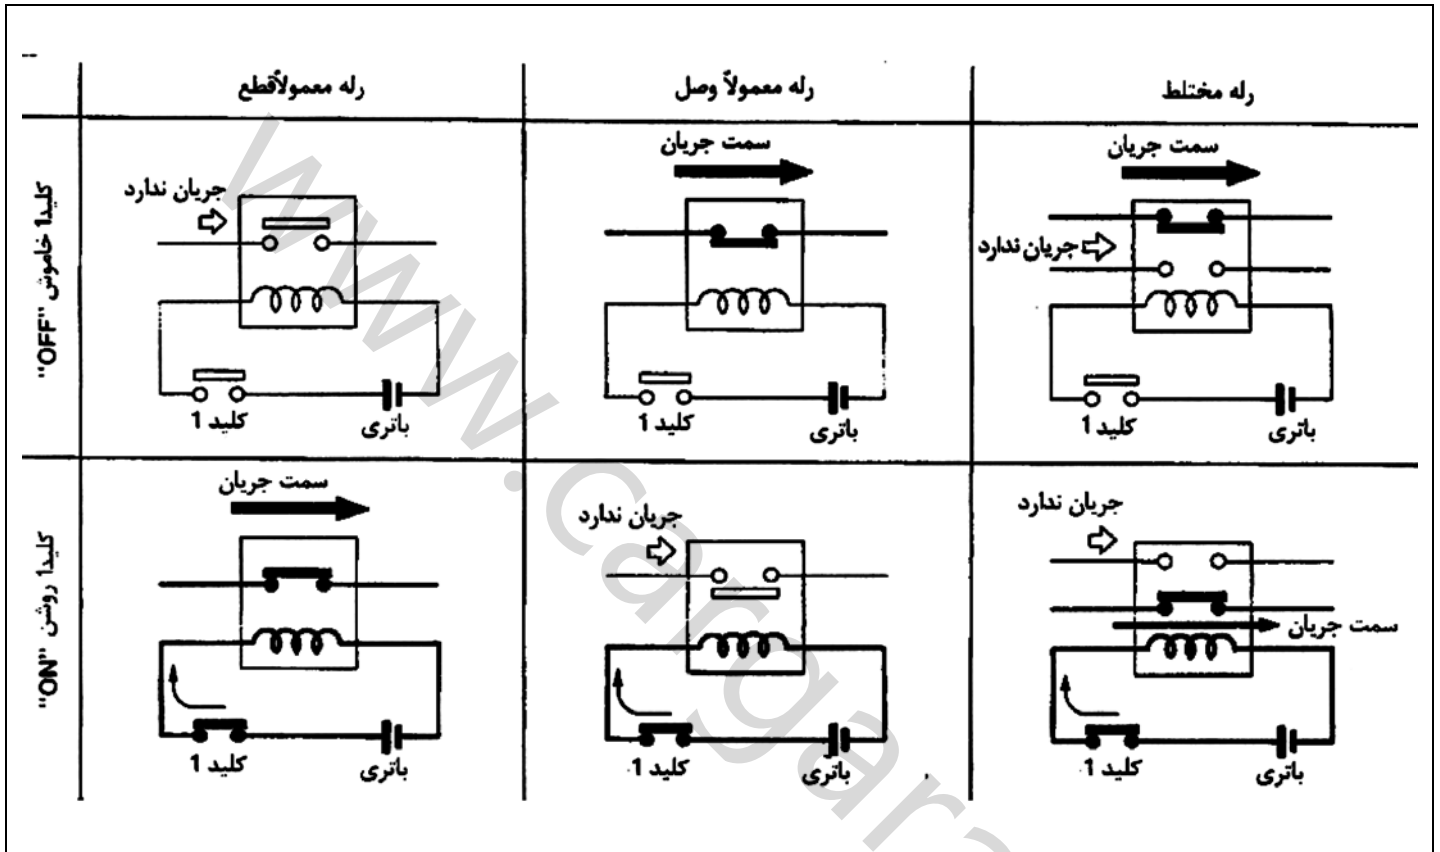 رله مختلط
رله معمولاً وصل
رله معمولاً قطع
کلید1 خاموش "OFF"
جریان ندارد
کلید 1
باتری
سمت جریان
کلید 1
باتری
سمت جریان
جریان ندارد
کلید 1
باتری
کلید1 روشن "ON"
سمت جریان
کلید 1
باتری
جریان ندارد
کلید 1
باتری
جریان ندارد
سمت جریان
کلید 1
باتری
www.cargara